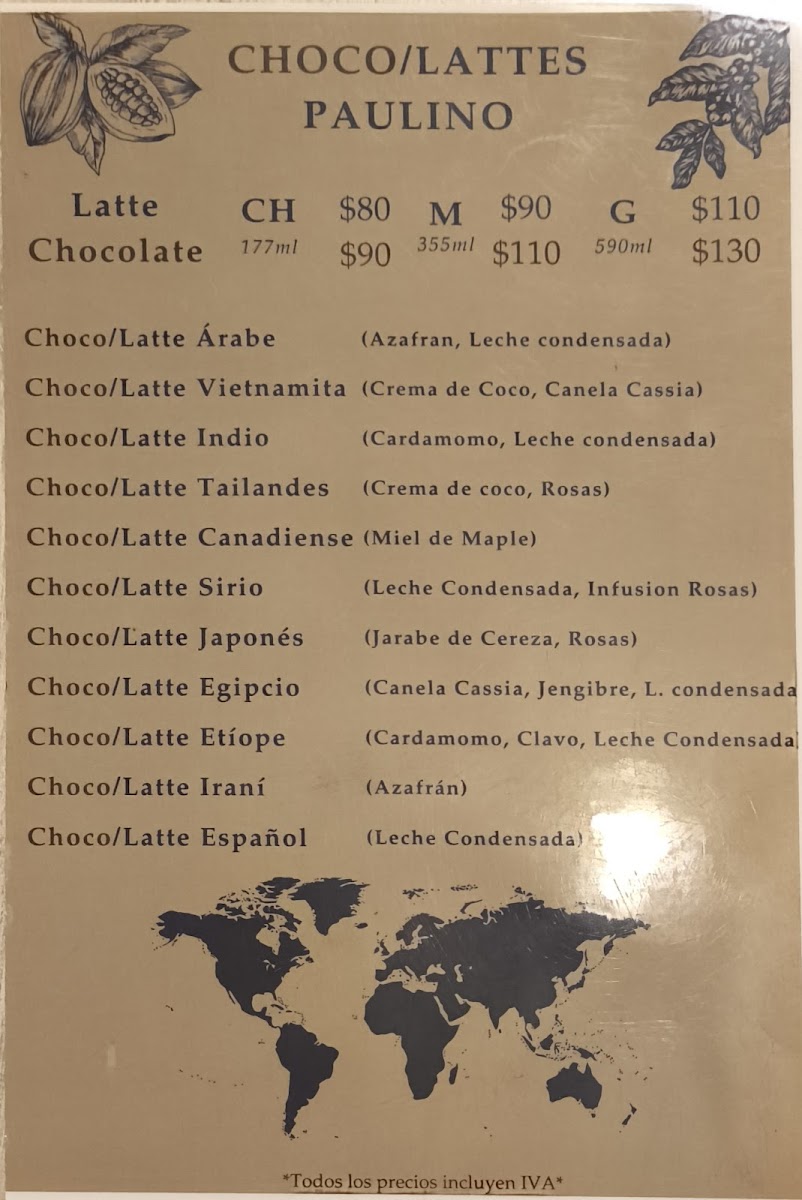 CHOCO/LATTES
PAULINO
Latte CH $80 M $90 G $110
Chocolate 177ml $90 355ml $110 590ml $130
Choco/Latte Árabe (Azafran, Leche condensada)
Choco/Latte Vietnamita (Crema de Coco, Canela Cassia)
Choco/Latte Indio (Cardamomo, Leche condensada)
Choco/Latte Tailandes (Crema de coco, Rosas)
Choco/Latte Canadiense (Miel de Maple)
Choco/Latte Sirio (Leche Condensada, Infusion Rosas)
Choco/Latte Japonés (Jarabe de Cereza, Rosas)
Choco/Latte Egipcio (Canela Cassia, Jengibre, L. condensada
Choco/Latte Etíope (Cardamomo, Clavo, Leche Condensada)
Choco/Latte Iraní (Azafrán)
Choco/Latte Español (Leche Condensada)
*Todos los precios incluyen IVA*